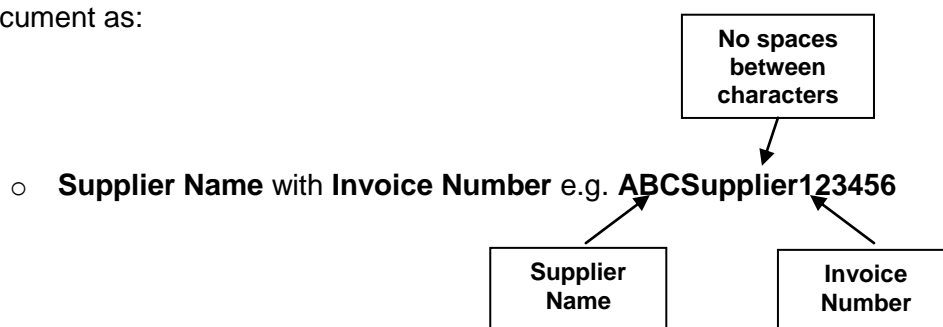 cument as:
No spaces
between
characters
○ Supplier Name with Invoice Number e.g. ABCSupplier123456
Supplier
Name
Invoice
Number